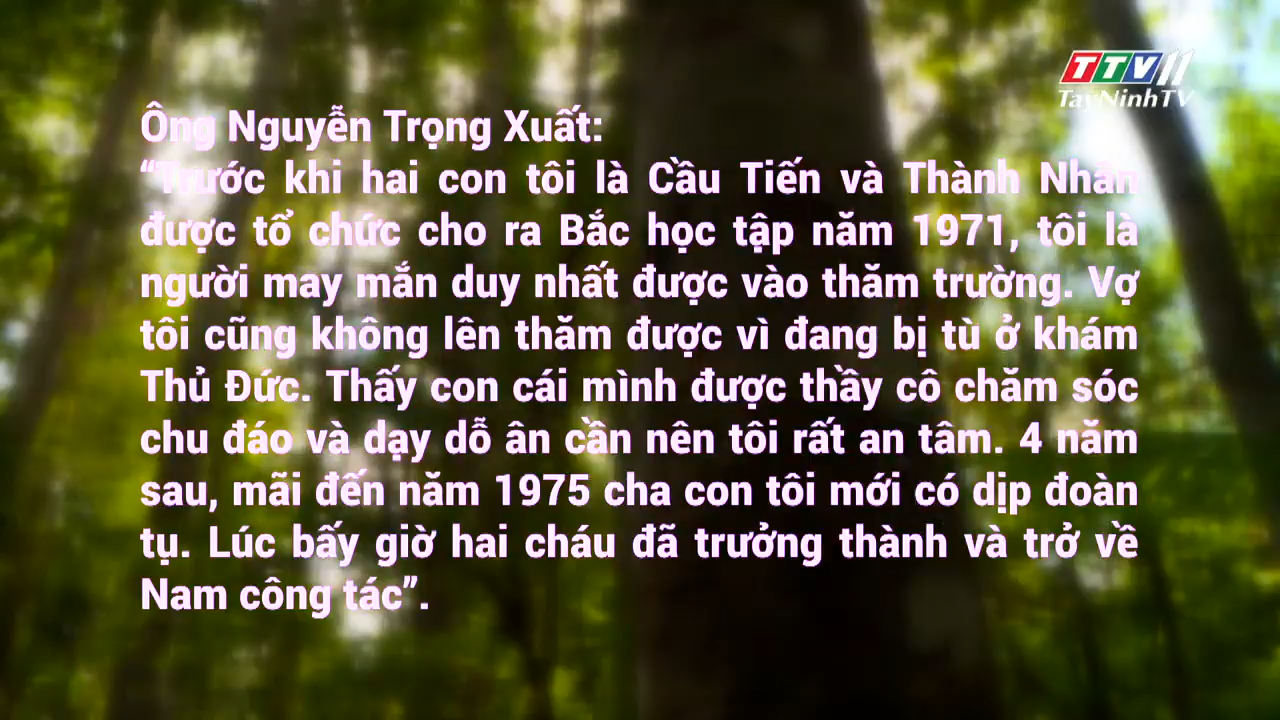 TTV11
TayNinhTV
Ông Nguyễn Trọng Xuất:
“Trước khi hai con tôi là Cầu Tiến và Thành Nhân
được tổ chức cho ra Bắc học tập năm 1971, tôi là
người may mắn duy nhất được vào thăm trường. Vợ
tôi cũng không lên thăm được vì đang bị tù ở khám
Thủ Đức. Thấy con cái mình được thầy cô chăm sóc
chu đáo và dạy dỗ ân cần nên tôi rất an tâm. 4 năm
sau, mãi đến năm 1975 cha con tôi mới có dịp đoàn
tụ. Lúc bấy giờ hai cháu đã trưởng thành và trở về
Nam công tác”.